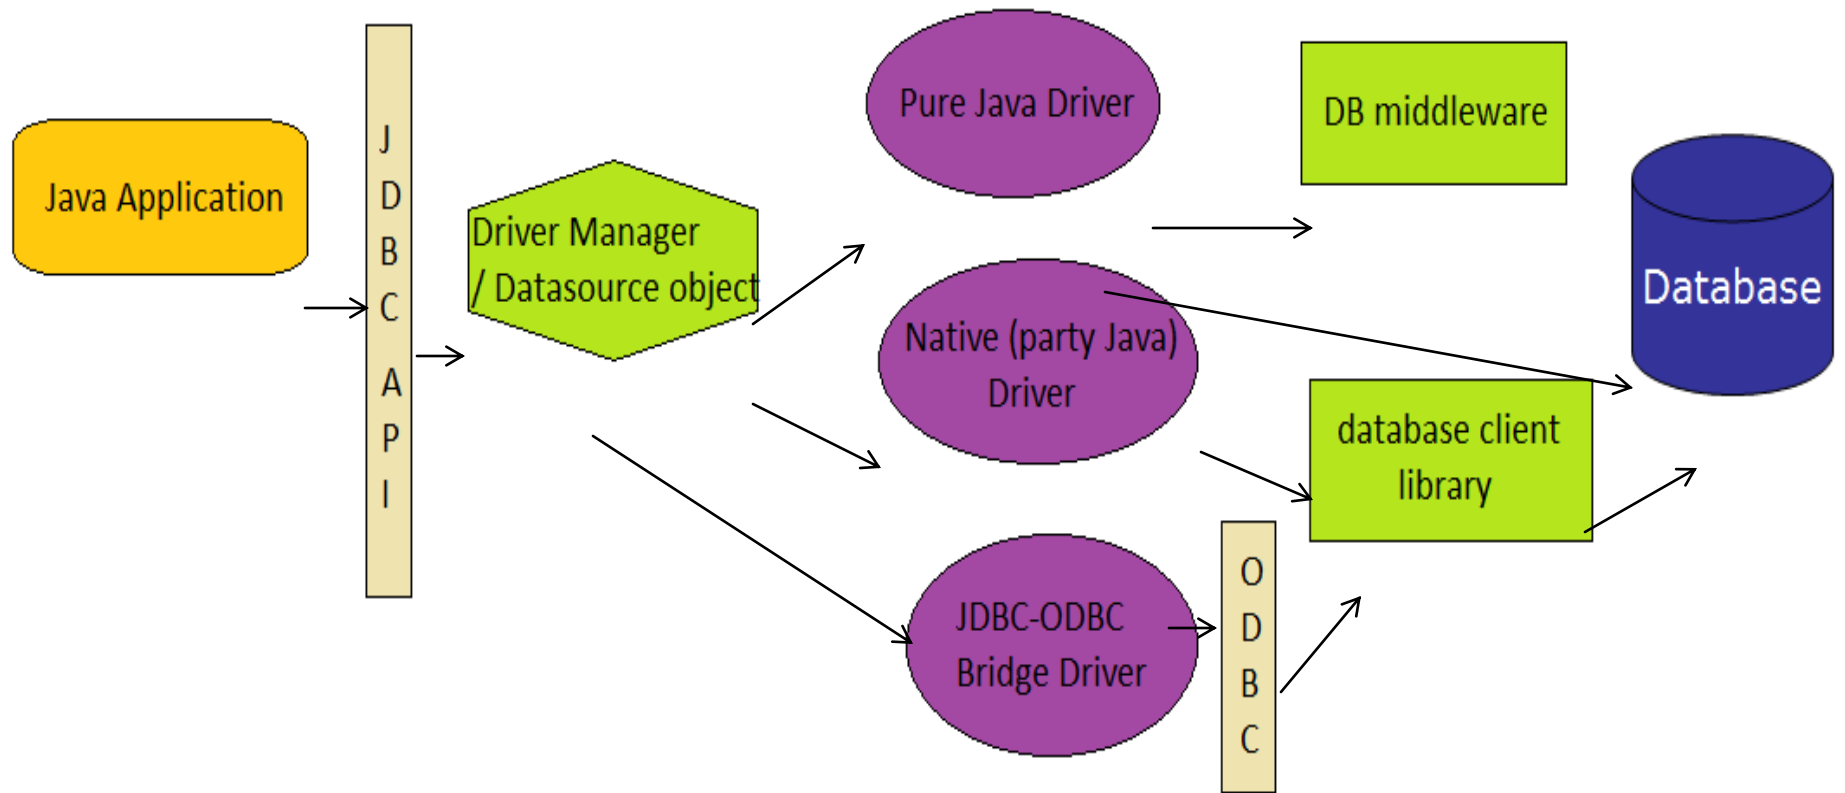 Java Application
J
D
B
C
A
P
I
Driver Manager
/ Datasource object
Pure Java Driver
Native (party Java)
Driver
JDBC-ODBC
Bridge Driver
O
D
B
C
DB middleware
database client
library
Database